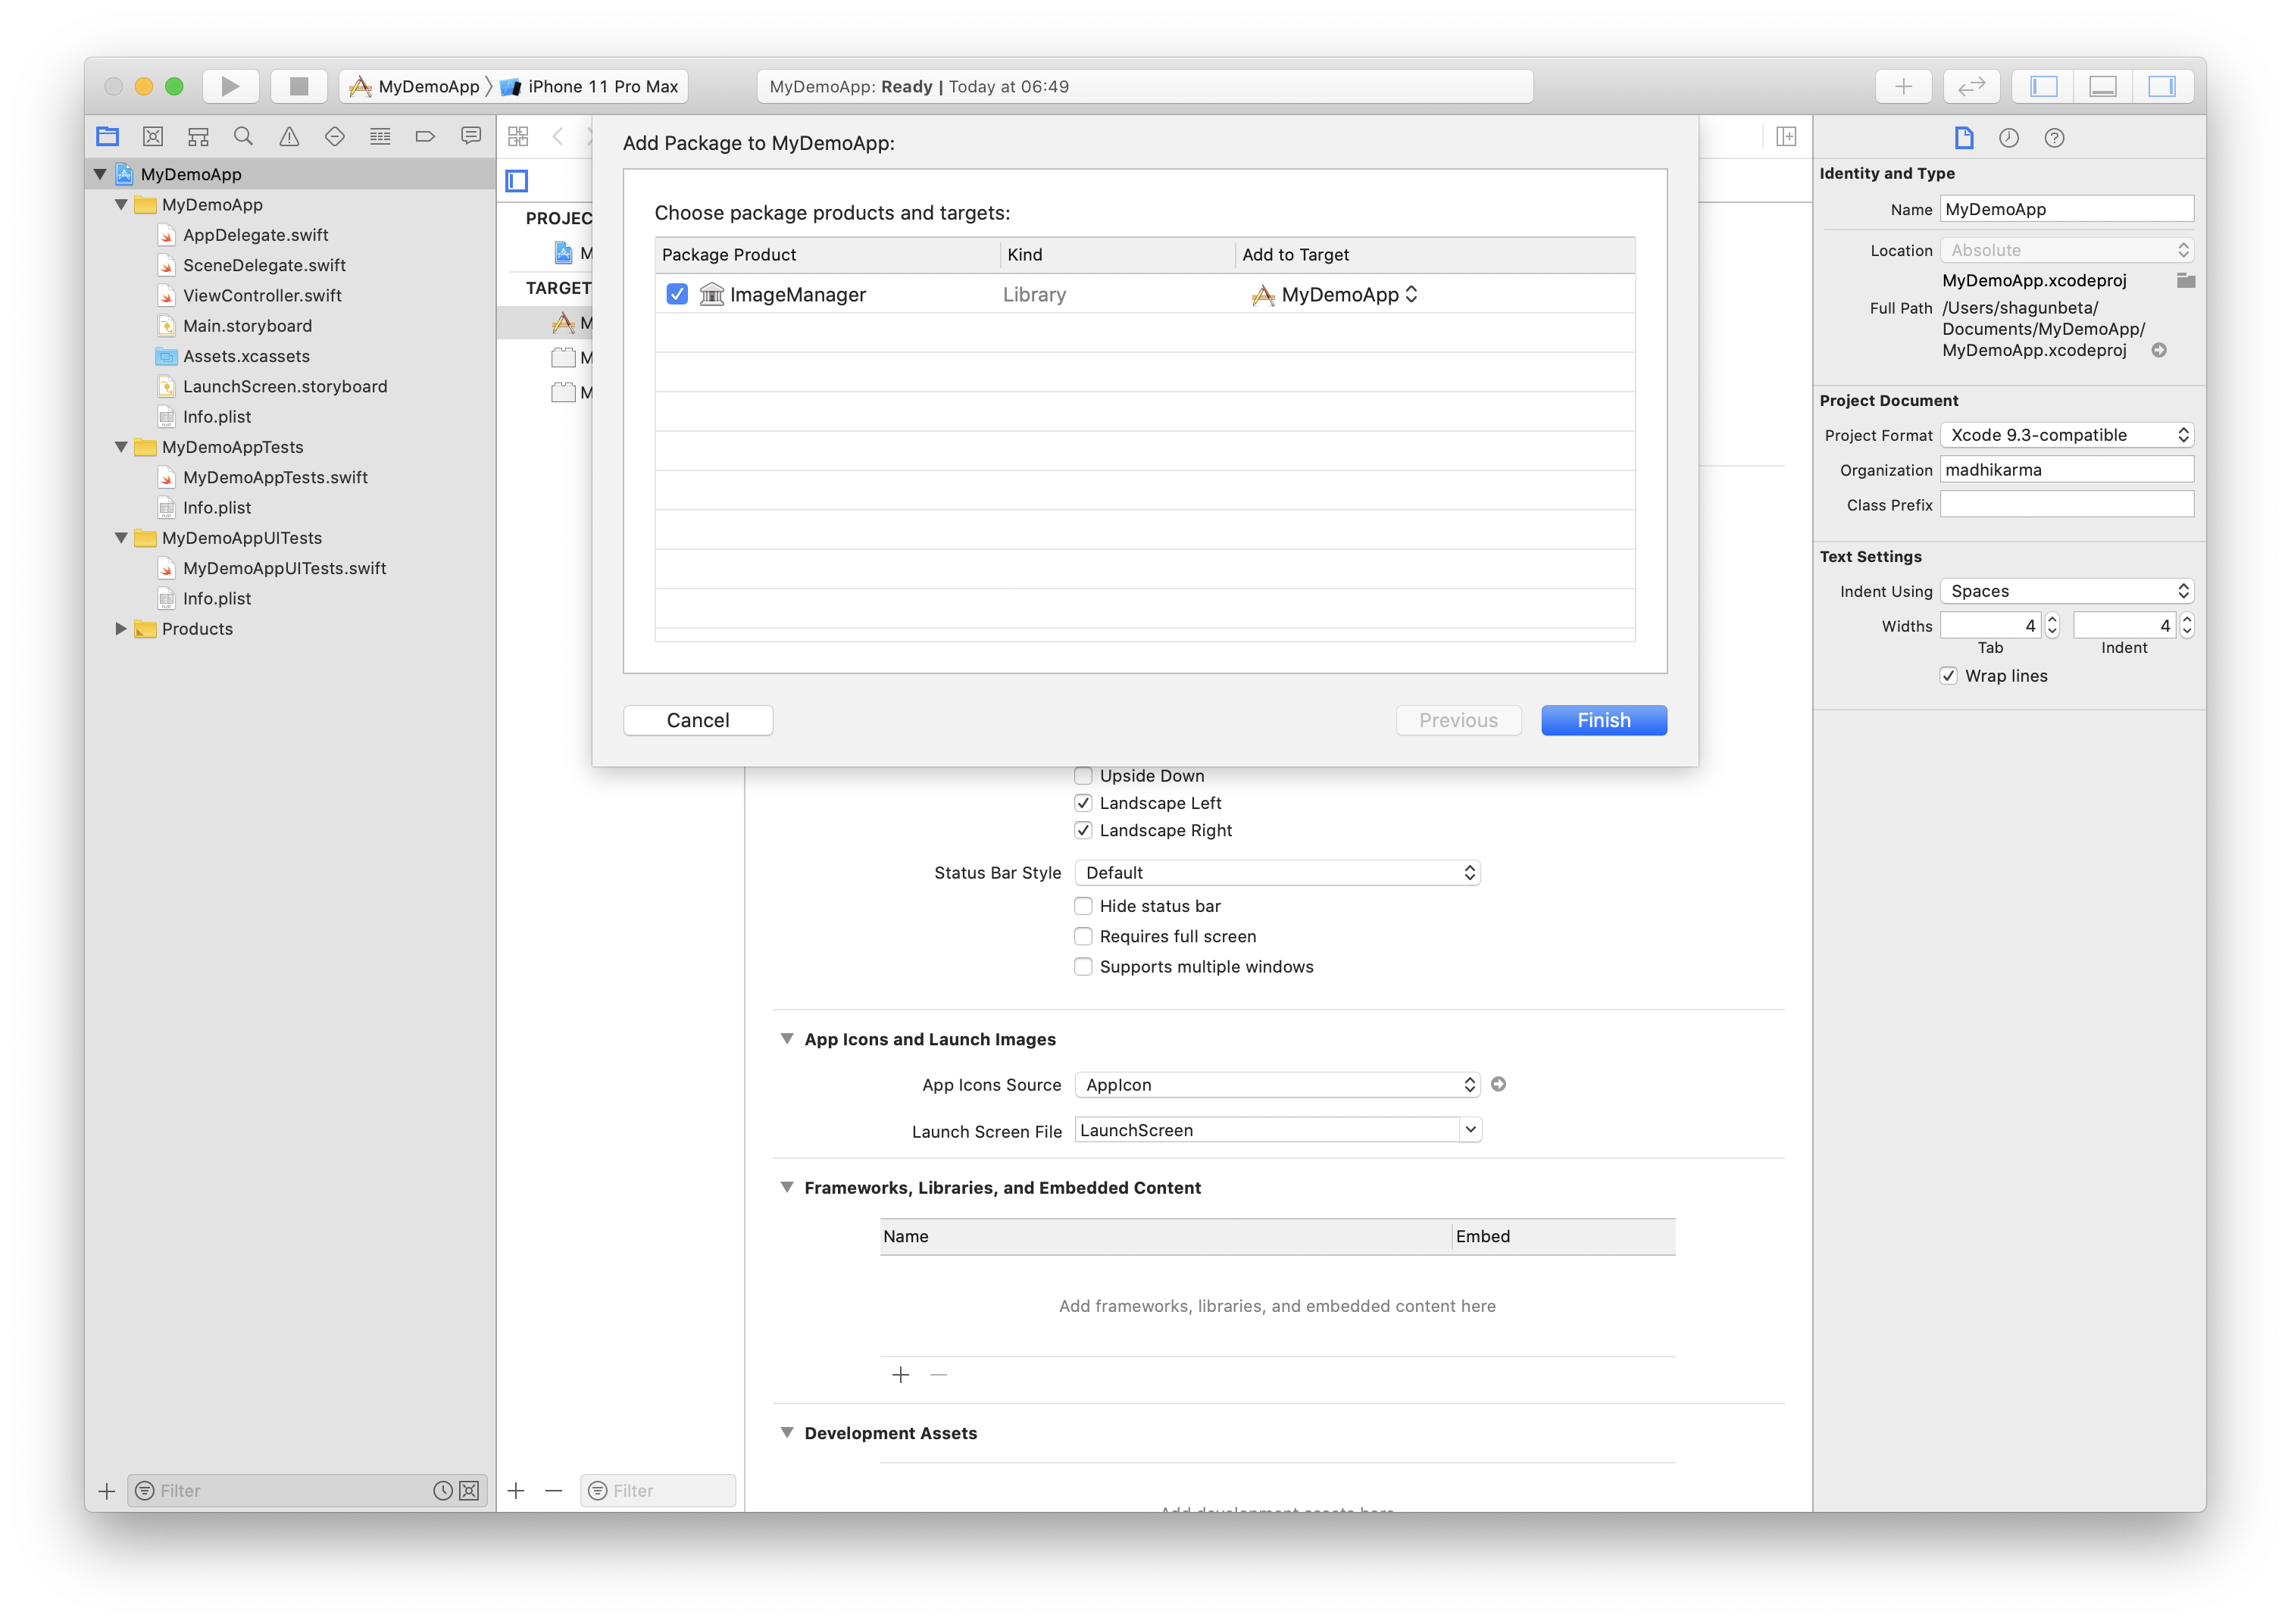 MyDemoApp
iPhone 11 Pro Max
MyDemoApp: Ready | Today at 06:49
MyDemoApp
MyDemoApp
AppDelegate.swift
SceneDelegate.swift
ViewController.swift
Main.storyboard
Assets.xcassets
LaunchScreen.storyboard
Info.plist
MyDemoAppTests
MyDemoAppTests.swift
Info.plist
MyDemoAppUITests
MyDemoAppUITests.swift
Info.plist
Products
Filter
PROJEC
M
TARGET
M
M
M
Filter
Add Package to MyDemoApp:
Choose package products and targets:
Package Product Kind Add to Target
ImageManager Library MyDemoApp
Cancel Previous Finish
Upside Down
Landscape Left
Landscape Right
Status Bar Style Default
Hide status bar
Requires full screen
Supports multiple windows
App Icons and Launch Images
App Icons Source AppIcon
Launch Screen File LaunchScreen
Frameworks, Libraries, and Embedded Content
Name Embed
Add frameworks, libraries, and embedded content here
Development Assets
Add development assets here
Identity and Type
Name MyDemoApp
Location Absolute
MyDemoApp.xcodeproj
Full Path /Users/shagunbeta/
Documents/MyDemoApp/
MyDemoApp.xcodeproj
Project Document
Project Format Xcode 9.3-compatible
Organization madhikarma
Class Prefix
Text Settings
Indent Using Spaces
Widths 4 4
Tab Indent
Wrap lines